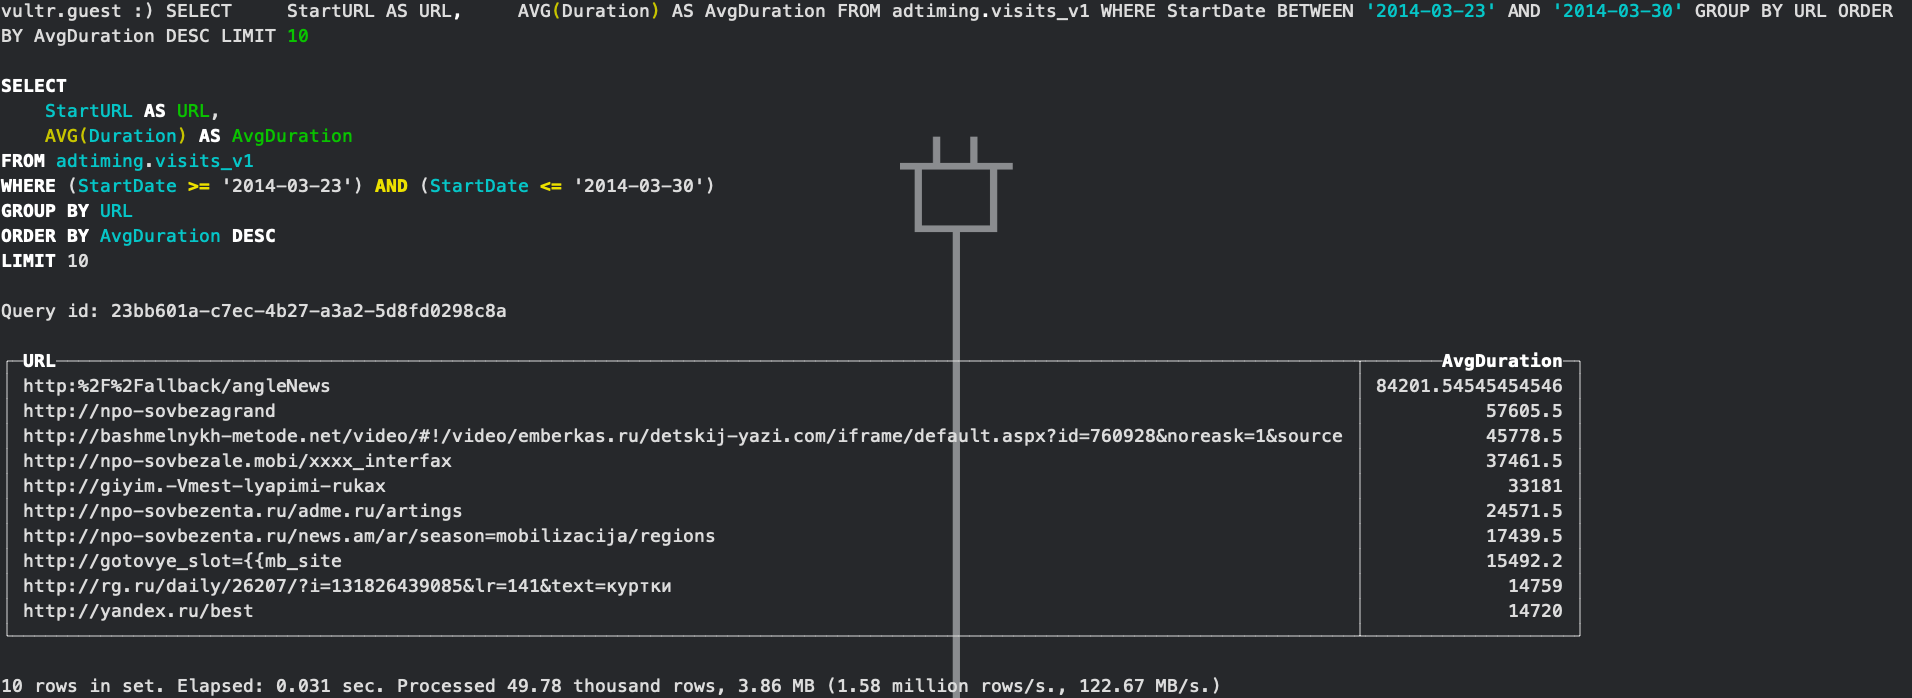 vultr.guest :) SELECT     StartURL AS URL,     AVG(Duration) AS AvgDuration FROM adtiming.visits_v1 WHERE StartDate BETWEEN '2014-03-23' AND '2014-03-30' GROUP BY URL ORDER
BY AvgDuration DESC LIMIT 10
SELECT
    StartURL AS URL,
    AVG(Duration) AS AvgDuration
FROM adtiming.visits_v1
WHERE (StartDate >= '2014-03-23') AND (StartDate <= '2014-03-30')
GROUP BY URL
ORDER BY AvgDuration DESC
LIMIT 10
Query id: 23bb601a-c7ec-4b27-a3a2-5d8fd0298c8a
URL AvgDuration
http:%2F%2Fallback/angleNews 84201.54545454546
http://npo-sovbezagrand 57605.5
http://bashmelnykh-metode.net/video/#!/video/emberkas.ru/detskij-yazi.com/iframe/default.aspx?id=760928&noreask=1&source 45778.5
http://npo-sovbezale.mobi/xxxx_interfax 37461.5
http://giyim.-Vmest-lyapimi-rukax 33181
http://npo-sovbezenta.ru/adme.ru/artings 24571.5
http://npo-sovbezenta.ru/news.am/ar/season=mobilizacija/regions 17439.5
http://gotovye_slot={{mb_site 15492.2
http://rg.ru/daily/26207/?i=131826439085&lr=141&text=куртки 14759
http://yandex.ru/best 14720
10 rows in set. Elapsed: 0.031 sec. Processed 49.78 thousand rows, 3.86 MB (1.58 million rows/s., 122.67 MB/s.)